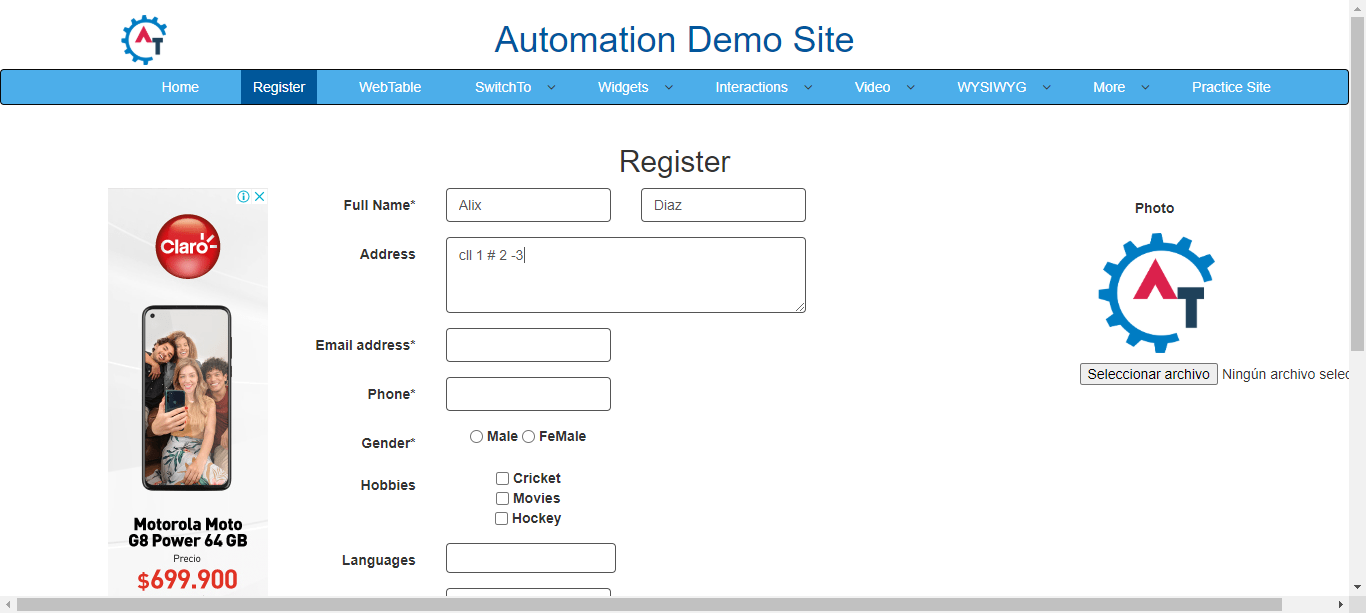 Automation Demo Site
Home Register WebTable SwitchTo Widgets Interactions Video WYSIWYG More Practice Site
Register
Claro
Motorola Moto
G8 Power 64 GB
Precio
$699.900
Full Name* Alix Diaz
Address cll 1 # 2 -3
Email address*
Phone*
Gender* Male FeMale
Hobbies Cricket
Movies
Hockey
Languages
Photo
AT
Seleccionar archivo Ningún archivo selec